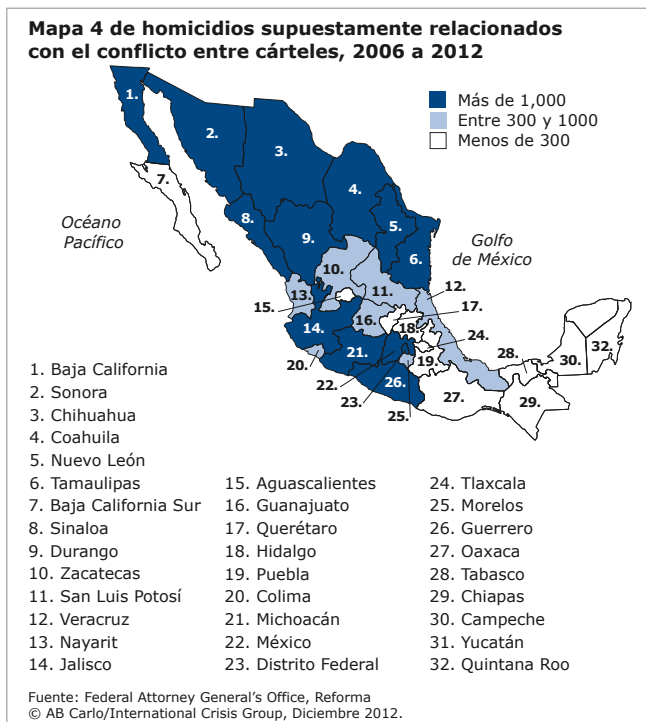 Mapa 4 de homicidios supuestamente relacionados
con el conflicto entre cárteles, 2006 a 2012
Más de 1,000
Entre 300 y 1000
Menos de 300
1.
2.
3.
4.
7.
8.
5.
9.
6.
Océano
Pacífico
Golfo
de México
10.
13.
11.
12.
15.
17.
16.
18.
14.
24.
21.
19.
20.
28.
30.
32.
22.
26.
23.
27.
29.
25.
1. Baja California
2. Sonora
3. Chihuahua
4. Coahuila
5. Nuevo León
6. Tamaulipas
7. Baja California Sur
8. Sinaloa
9. Durango
10. Zacatecas
11. San Luis Potosí
12. Veracruz
13. Nayarit
14. Jalisco
15. Aguascalientes
16. Guanajuato
17. Querétaro
18. Hidalgo
19. Puebla
20. Colima
21. Michoacán
22. México
23. Distrito Federal
24. Tlaxcala
25. Morelos
26. Guerrero
27. Oaxaca
28. Tabasco
29. Chiapas
30. Campeche
31. Yucatán
32. Quintana Roo
Fuente: Federal Attorney General's Office, Reforma
© AB Carlo/International Crisis Group, Diciembre 2012.